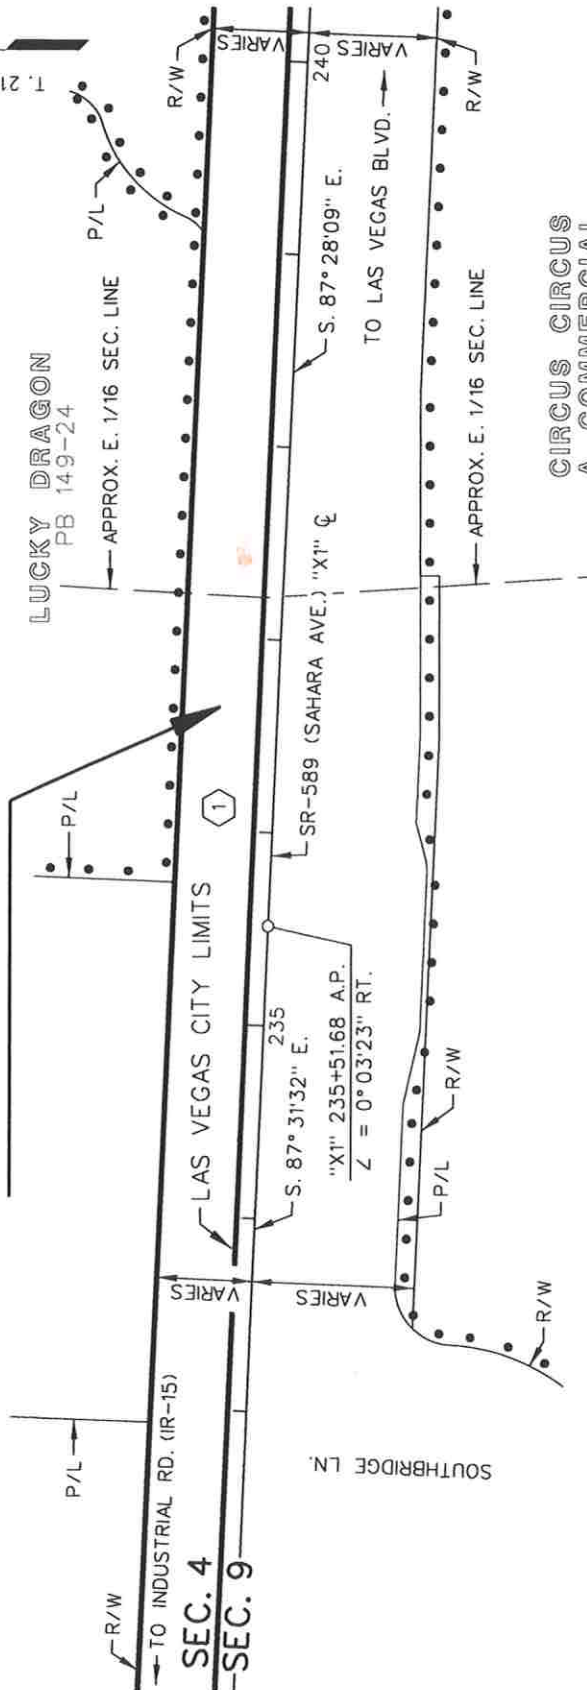 T. 21
R/W
VARIES
VARIES
240
R/W
P/L
TO LAS VEGAS BLVD.
S. 87° 28'09" E.
LUCKY DRAGON
PB 149-24
APPROX. E. 1/16 SEC. LINE
APPROX. E. 1/16 SEC. LINE
CIRCUS CIRCUS
A COMMERCIAL
SR-589 (SAHARA AVE.) "X1" ℄
P/L
1
LAS VEGAS CITY LIMITS
235
S. 87° 31'32" E.
"X1" 235+51.68 A.P.
∠ = 0°03'23" RT.
R/W
P/L
VARIES
VARIES
R/W
P/L
SOUTHBRIDGE LN.
R/W
TO INDUSTRIAL RD. (IR-15)
SEC. 4
SEC. 9